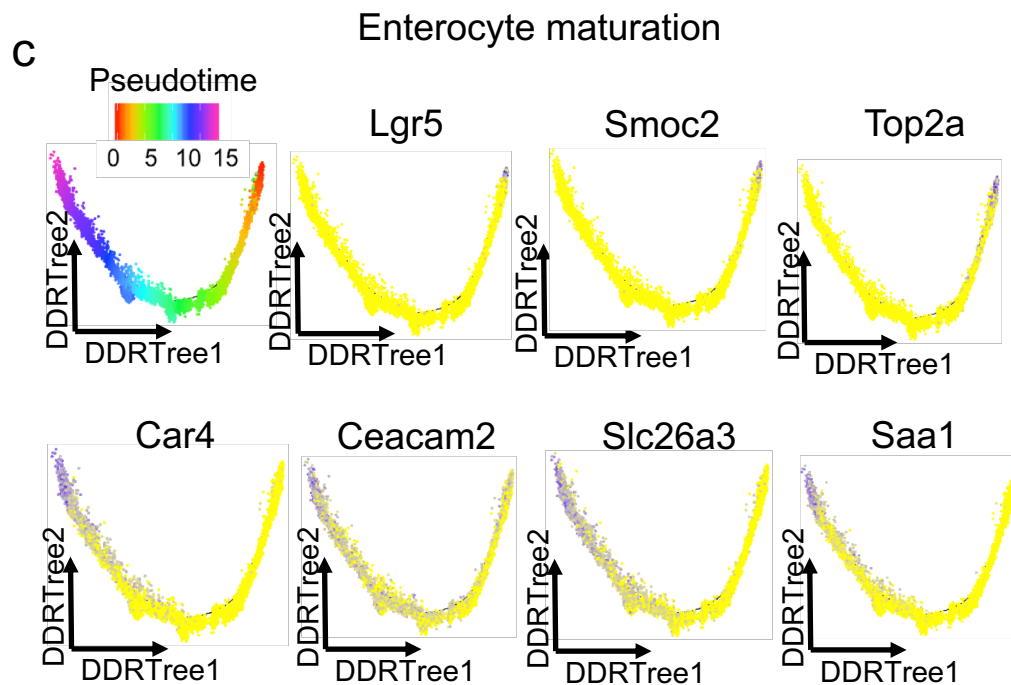 Enterocyte maturation
c
Pseudotime
0 5 10 15
Lgr5
Smoc2
Top2a
DDRTree2
DDRTree1
DDRTree2
DDRTree1
DDRTree2
DDRTree1
DDRTree2
DDRTree1
Car4
Ceacam2
Slc26a3
Saa1
DDRTree2
DDRTree1
DDRTree2
DDRTree1
DDRTree2
DDRTree1
DDRTree2
DDRTree1